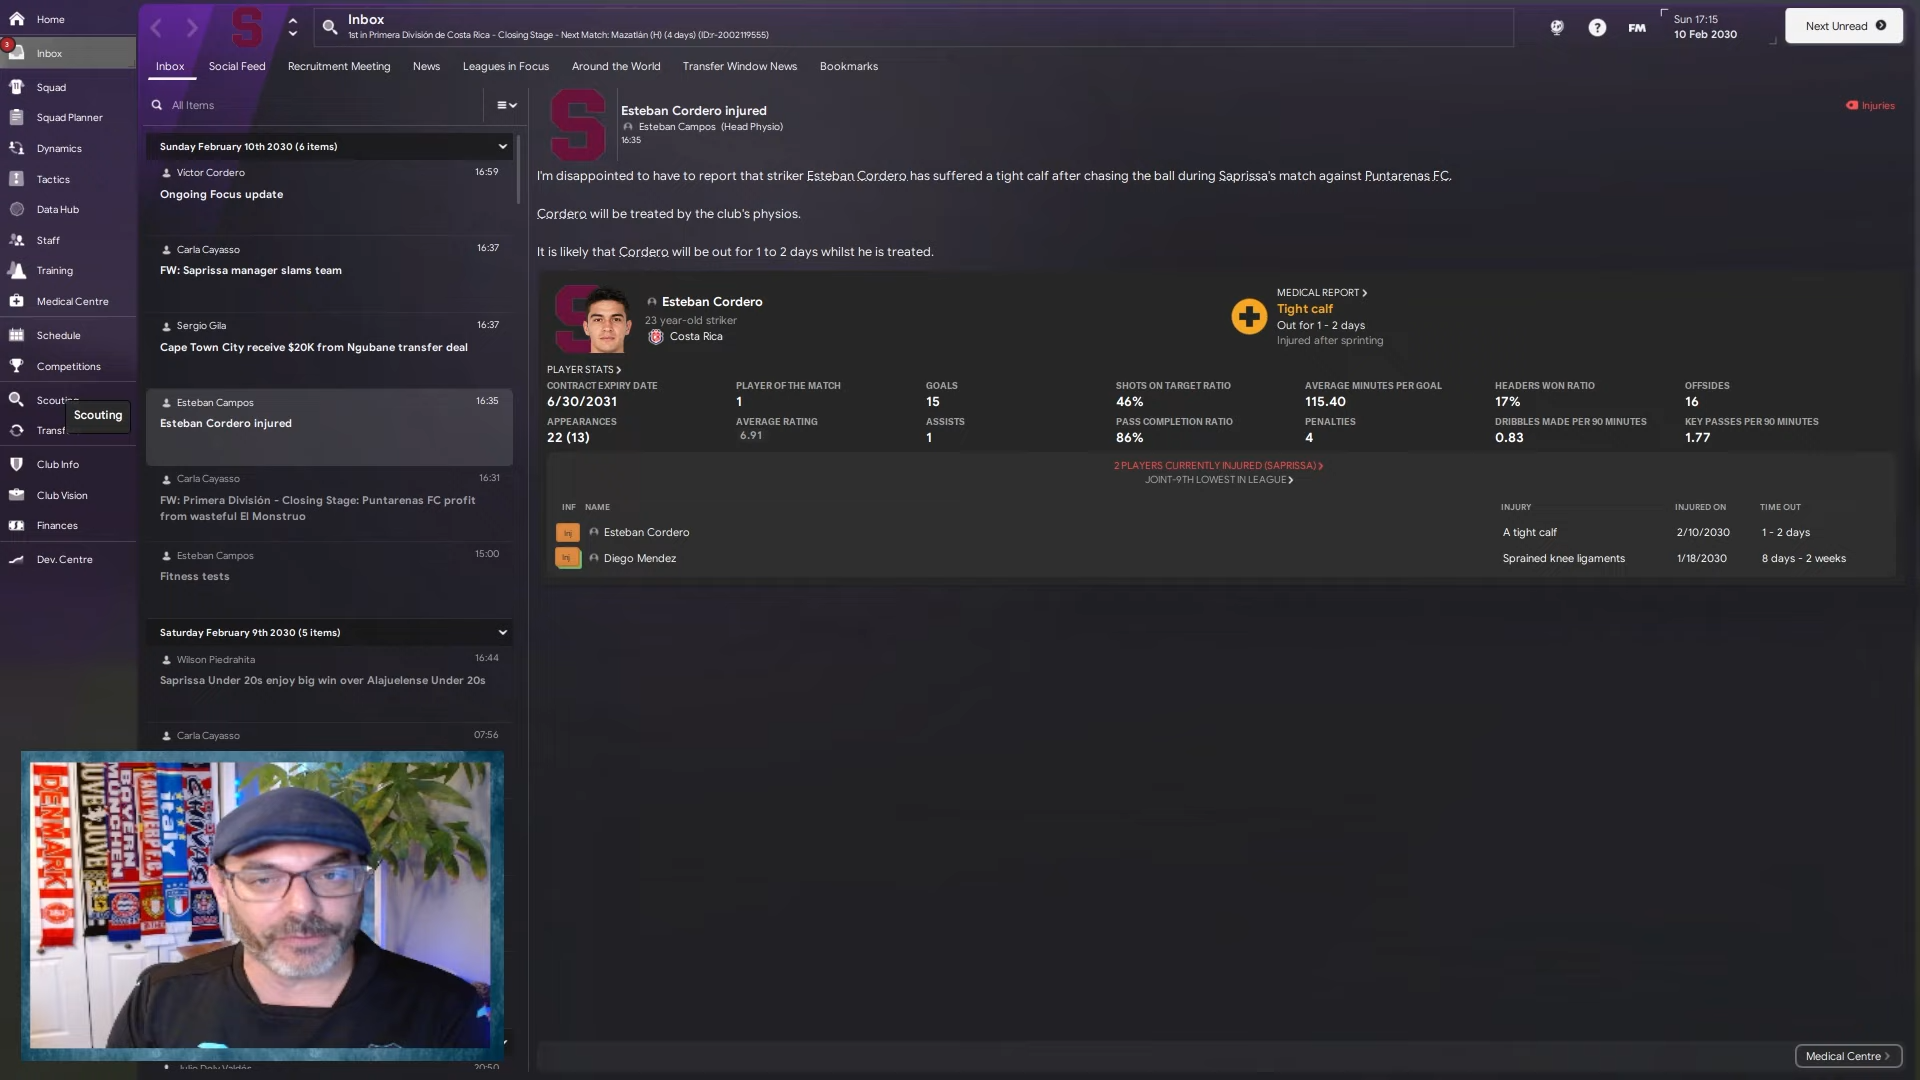 Home
3
Inbox
Squad
Squad Planner
Dynamics
Tactics
Data Hub
Staff
Training
Medical Centre
Schedule
Competitions
Scouting
Scouting
Club Info
Club Vision
Finances
Dev. Centre
Inbox
1st in Primera División de Costa Rica - Closing Stage - Next Match: Mazatlán (H) (4 days) (ID:r-2002119555)
?
FM
Sun 17:15
10 Feb 2030
Next Unread
Inbox Social Feed Recruitment Meeting News Leagues in Focus Around the World Transfer Window News Bookmarks
All Items
Sunday February 10th 2030 (6 items)
Víctor Cordero 16:59
Ongoing Focus update
Carla Cayasso 16:37
FW: Saprissa manager slams team
Sergio Gila 16:37
Cape Town City receive $20K from Ngubane transfer deal
Esteban Campos 16:35
Esteban Cordero injured
Carla Cayasso 16:31
FW: Primera División - Closing Stage: Puntarenas FC profit
from wasteful El Monstruo
Esteban Campos 15:00
Fitness tests
Saturday February 9th 2030 (5 items)
Wilson Piedrahita 16:44
Saprissa Under 20s enjoy big win over Alajuelense Under 20s
Carla Cayasso 07:56
20:50
S
Esteban Cordero injured
Esteban Campos (Head Physio)
16:35
Injuries
I'm disappointed to have to report that striker Esteban Cordero has suffered a tight calf after chasing the ball during Saprissa's match against Puntarenas FC.
Cordero will be treated by the club's physios.
It is likely that Cordero will be out for 1 to 2 days whilst he is treated.
Esteban Cordero
23 year-old striker
Costa Rica
MEDICAL REPORT
Tight calf
Out for 1 - 2 days
Injured after sprinting
PLAYER STATS
CONTRACT EXPIRY DATE PLAYER OF THE MATCH GOALS SHOTS ON TARGET RATIO AVERAGE MINUTES PER GOAL HEADERS WON RATIO OFFSIDES
6/30/2031 1 15 46% 115.40 17% 16
APPEARANCES AVERAGE RATING ASSISTS PASS COMPLETION RATIO PENALTIES DRIBBLES MADE PER 90 MINUTES KEY PASSES PER 90 MINUTES
22 (13) 6.91 1 86% 4 0.83 1.77
2 PLAYERS CURRENTLY INJURED (SAPRISSA)
JOINT-9TH LOWEST IN LEAGUE
INF NAME INJURY INJURED ON TIME OUT
Inj Esteban Cordero A tight calf 2/10/2030 1 - 2 days
Inj Diego Mendez Sprained knee ligaments 1/18/2030 8 days - 2 weeks
Medical Centre
DENMARK
JUVE
JUVE
BAYERN
MÜNCHEN
ANTWERP F.C.
Italy
CHIVAS